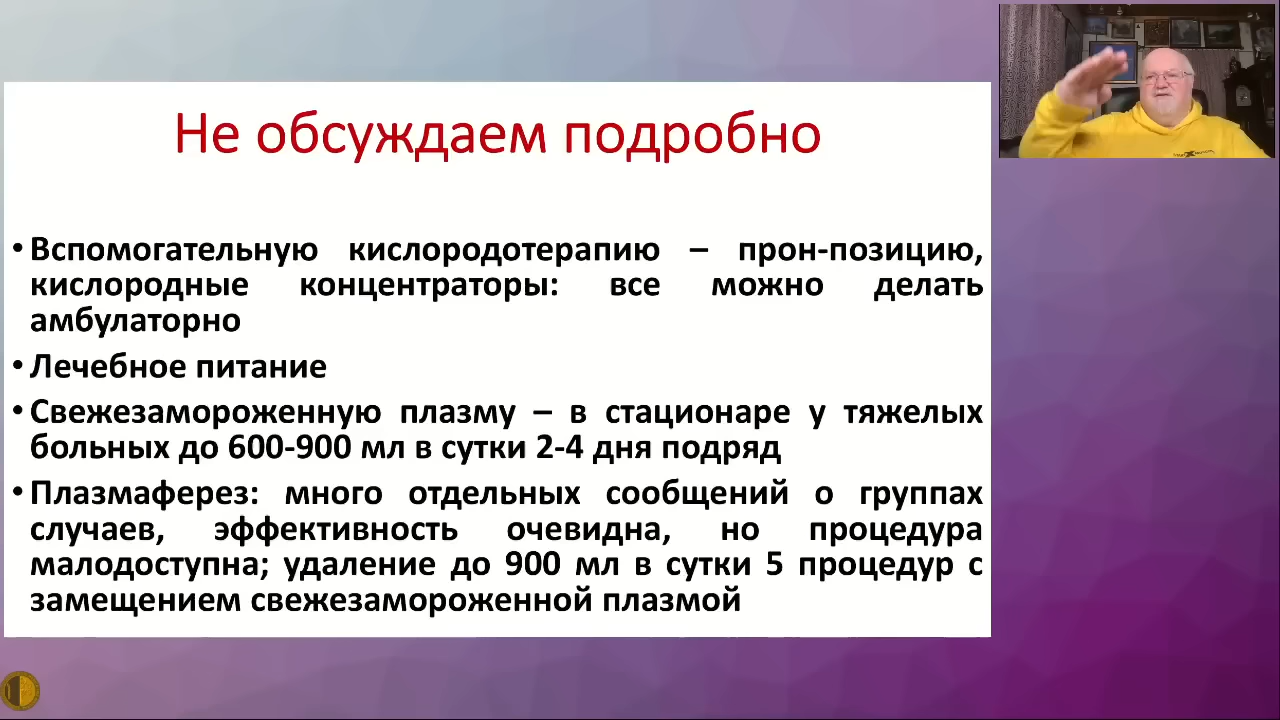 Не обсуждаем подробно
• Вспомогательную кислородотерапию – прон-позицию,
кислородные концентраторы: все можно делать
амбулаторно
• Лечебное питание
• Свежезамороженную плазму – в стационаре у тяжелых
больных до 600-900 мл в сутки 2-4 дня подряд
• Плазмаферез: много отдельных сообщений о группах
случаев, эффективность очевидна, но процедура
малодоступна; удаление до 900 мл в сутки 5 процедур с
замещением свежезамороженной плазмой